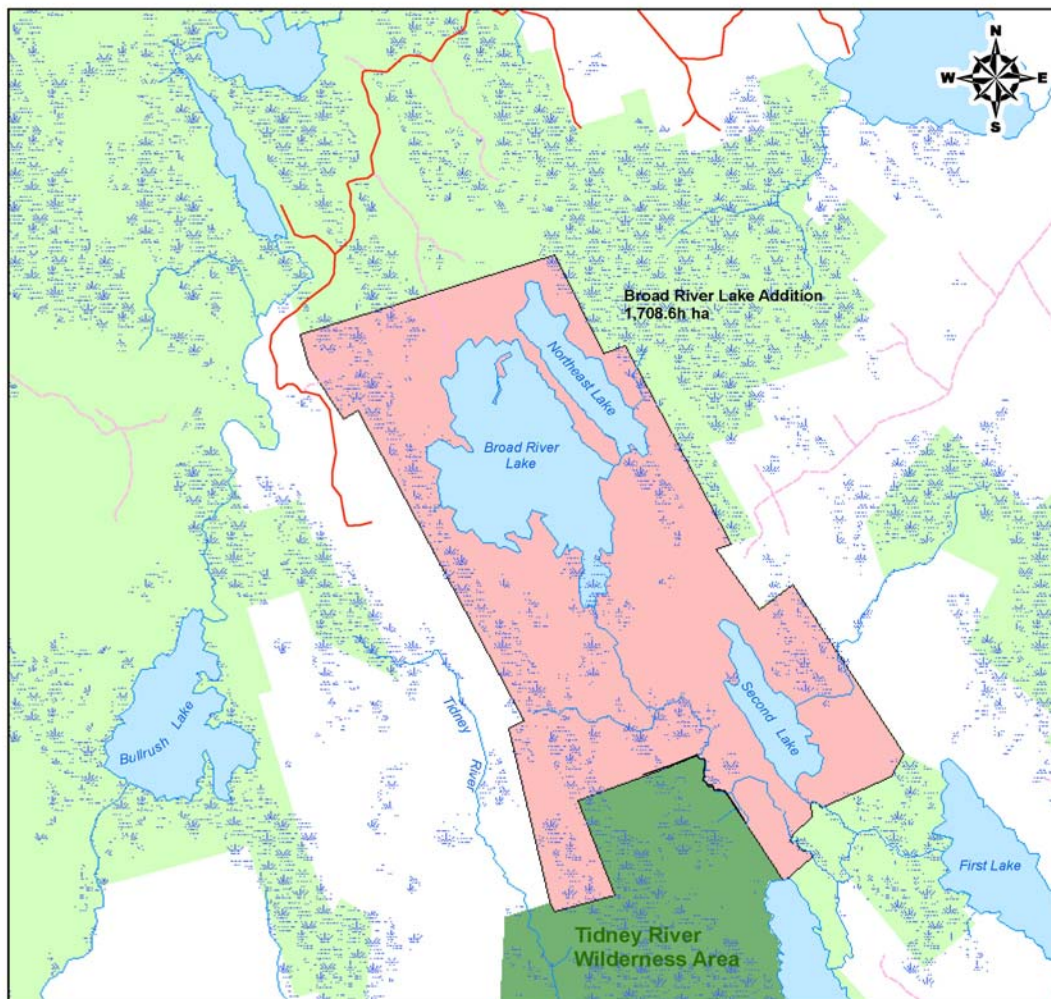 N
W E
S
Broad River Lake Addition
1,708.6h ha
Northeast Lake
Broad River
Lake
Second Lake
Tidney
River
Bullrush Lake
First Lake
Tidney River
Wilderness Area